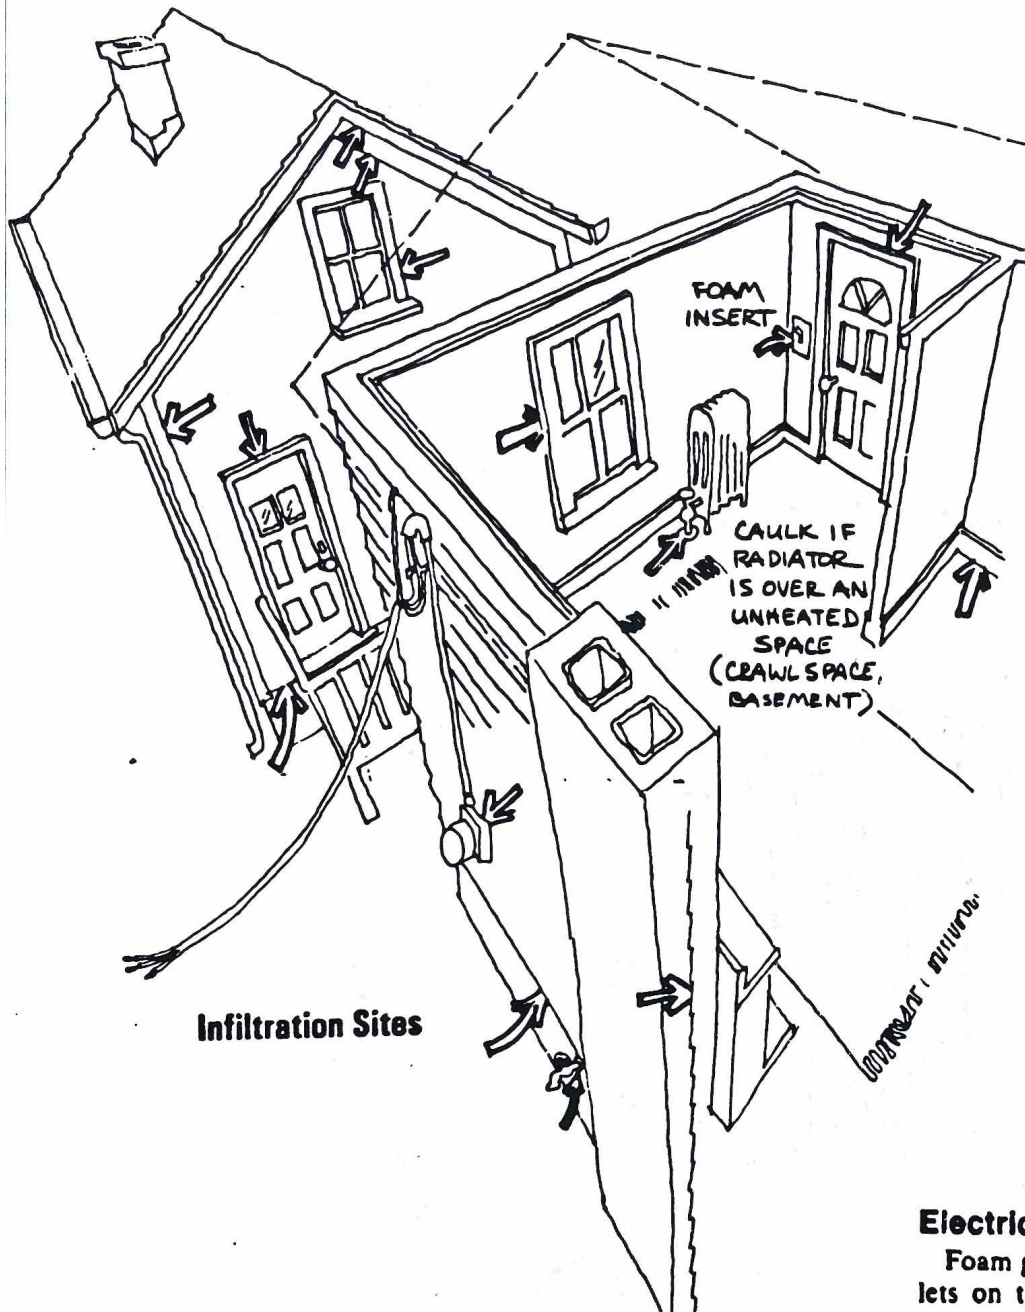 FOAM
INSERT
CAULK IF
RADIATOR
IS OVER AN
UNHEATED
SPACE
(CRAWL SPACE,
BASEMENT)
Infiltration Sites
Electric
Foam g
lets on t